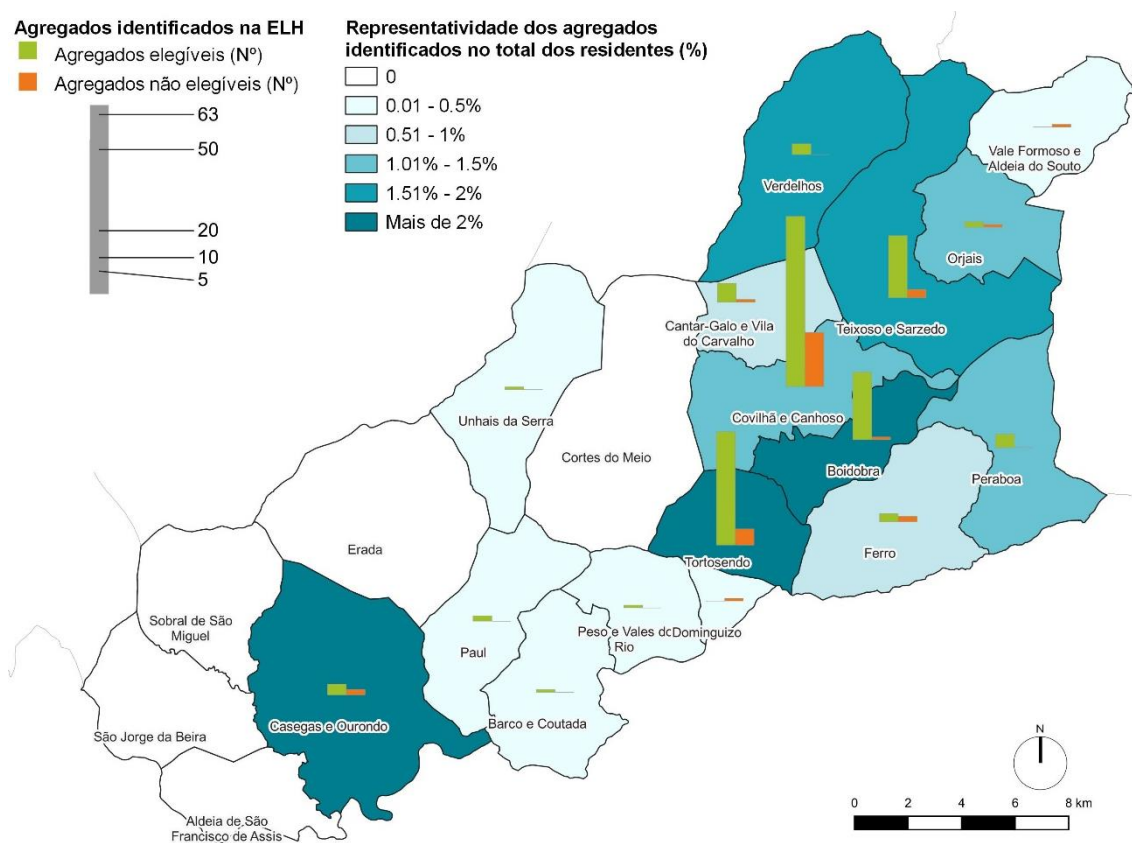 Agregados identificados na ELH
Agregados elegíveis (Nº)
Agregados não elegíveis (Nº)
63
50
20
10
5
Representatividade dos agregados
identificados no total dos residentes (%)
0
0.01 - 0.5%
0.51 - 1%
1.01% - 1.5%
1.51% - 2%
Mais de 2%
Vale Formoso e
Aldeia do Souto
Verdelhos
Orjais
Cantar-Galo e Vila
do Carvalho
Teixoso e Sarzedo
Unhais da Serra
Covilhã e Canhoso
Cortes do Meio
Boidobra
Peraboa
Erada
Tortosendo
Ferro
Sobral de São
Miguel
Paul
Peso e Vales do
Rio
Dominguizo
São Jorge da Beira
Casegas e Ourondo
Barco e Coutada
Aldeia de São
Francisco de Assis
N
0 2 4 6 8 km